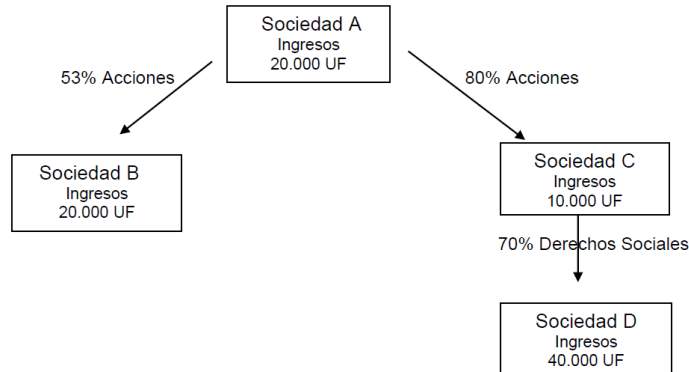 Sociedad A
Ingresos
20.000 UF
53% Acciones
80% Acciones
Sociedad B
Ingresos
20.000 UF
Sociedad C
Ingresos
10.000 UF
70% Derechos Sociales
Sociedad D
Ingresos
40.000 UF